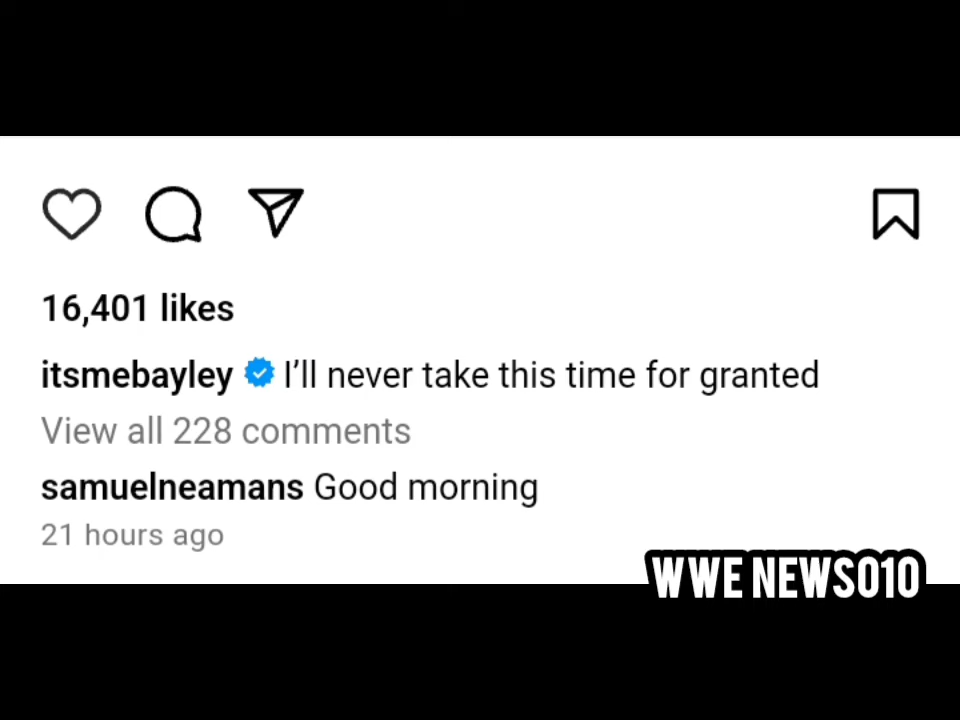 16,401 likes
itsmebayley I'll never take this time for granted
View all 228 comments
samuelneamans Good morning
21 hours ago
WWE NEWS010